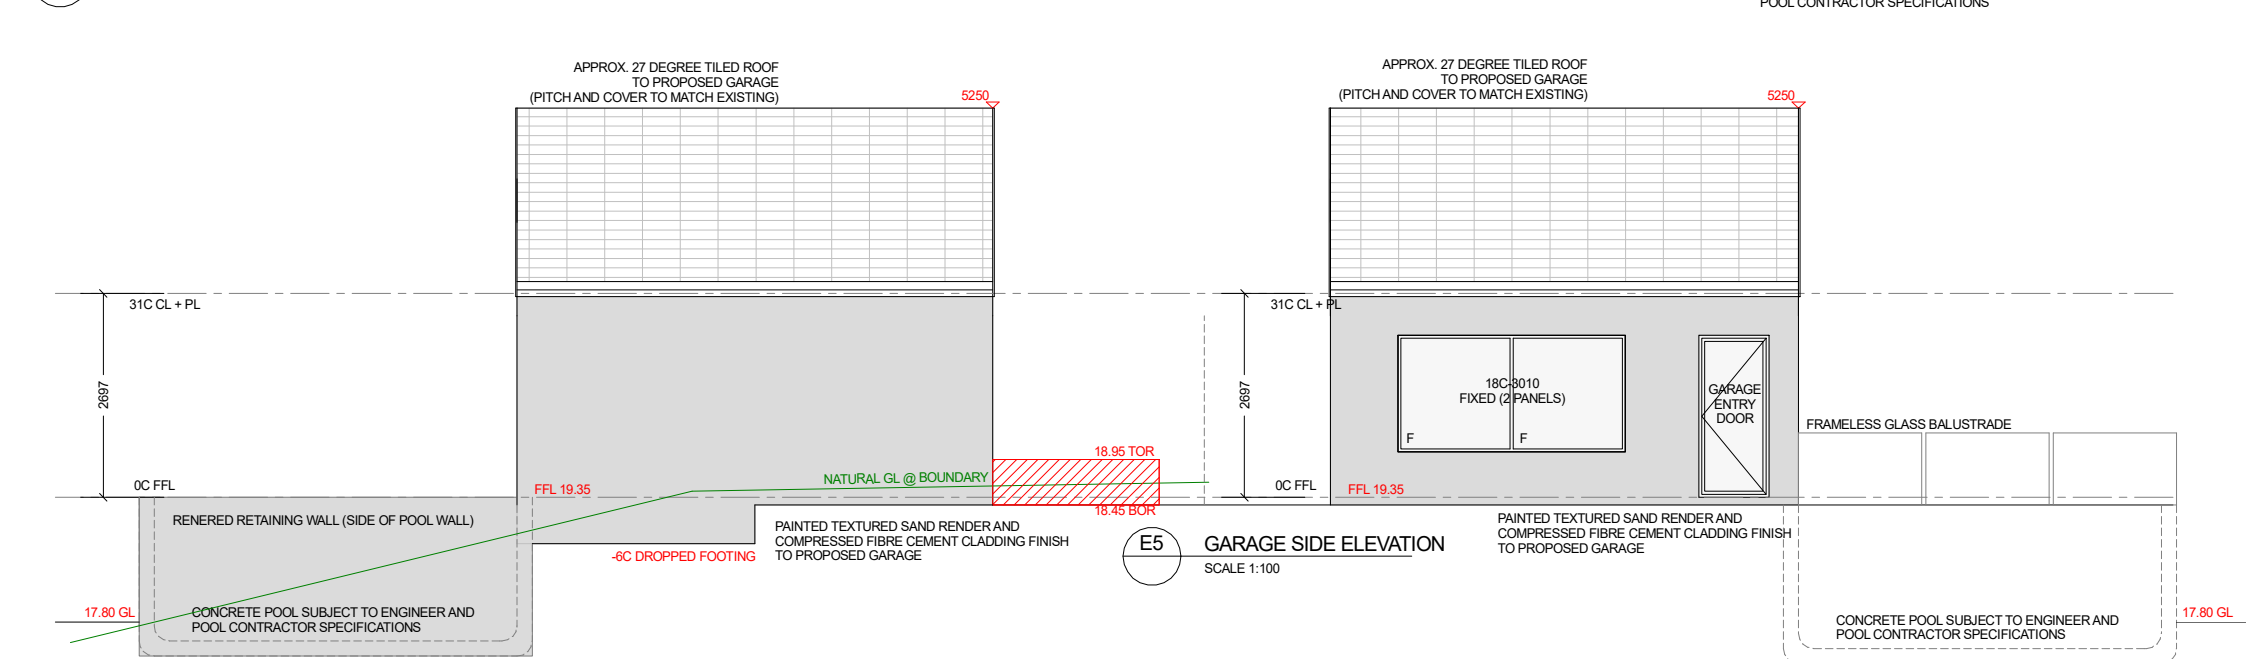 POOL CONTRACTOR SPECIFICATIONS
APPROX. 27 DEGREE TILED ROOF
TO PROPOSED GARAGE
(PITCH AND COVER TO MATCH EXISTING)
5250
31C CL + PL
2697
0C FFL
FFL 19.35
NATURAL GL @ BOUNDARY
18.95 TOR
18.45 BOR
RENERED RETAINING WALL (SIDE OF POOL WALL)
-6C DROPPED FOOTING
PAINTED TEXTURED SAND RENDER AND
COMPRESSED FIBRE CEMENT CLADDING FINISH
TO PROPOSED GARAGE
17.80 GL
CONCRETE POOL SUBJECT TO ENGINEER AND
POOL CONTRACTOR SPECIFICATIONS
E5
GARAGE SIDE ELEVATION
SCALE 1:100
APPROX. 27 DEGREE TILED ROOF
TO PROPOSED GARAGE
(PITCH AND COVER TO MATCH EXISTING)
5250
31C CL + PL
2697
0C FFL
FFL 19.35
18C-3010
FIXED (2 PANELS)
F
F
GARAGE
ENTRY
DOOR
FRAMELESS GLASS BALUSTRADE
PAINTED TEXTURED SAND RENDER AND
COMPRESSED FIBRE CEMENT CLADDING FINISH
TO PROPOSED GARAGE
CONCRETE POOL SUBJECT TO ENGINEER AND
POOL CONTRACTOR SPECIFICATIONS
17.80 GL